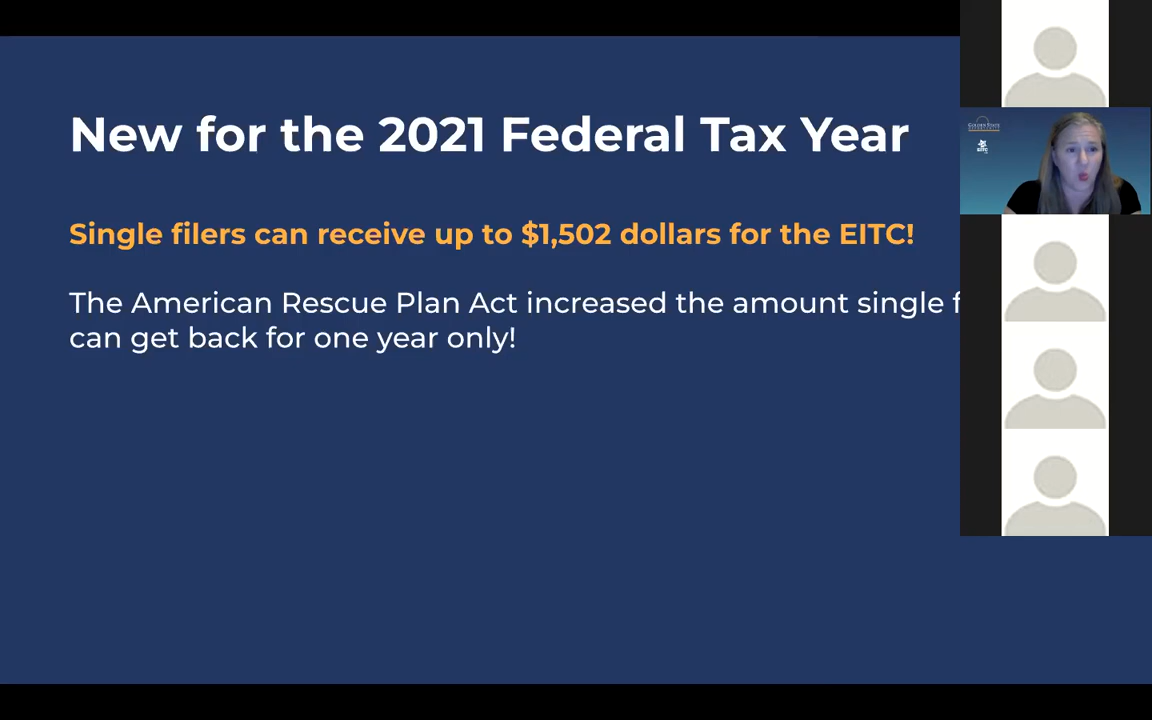 New for the 2021 Federal Tax Year
Single filers can receive up to $1,502 dollars for the EITC!
The American Rescue Plan Act increased the amount single f
can get back for one year only!